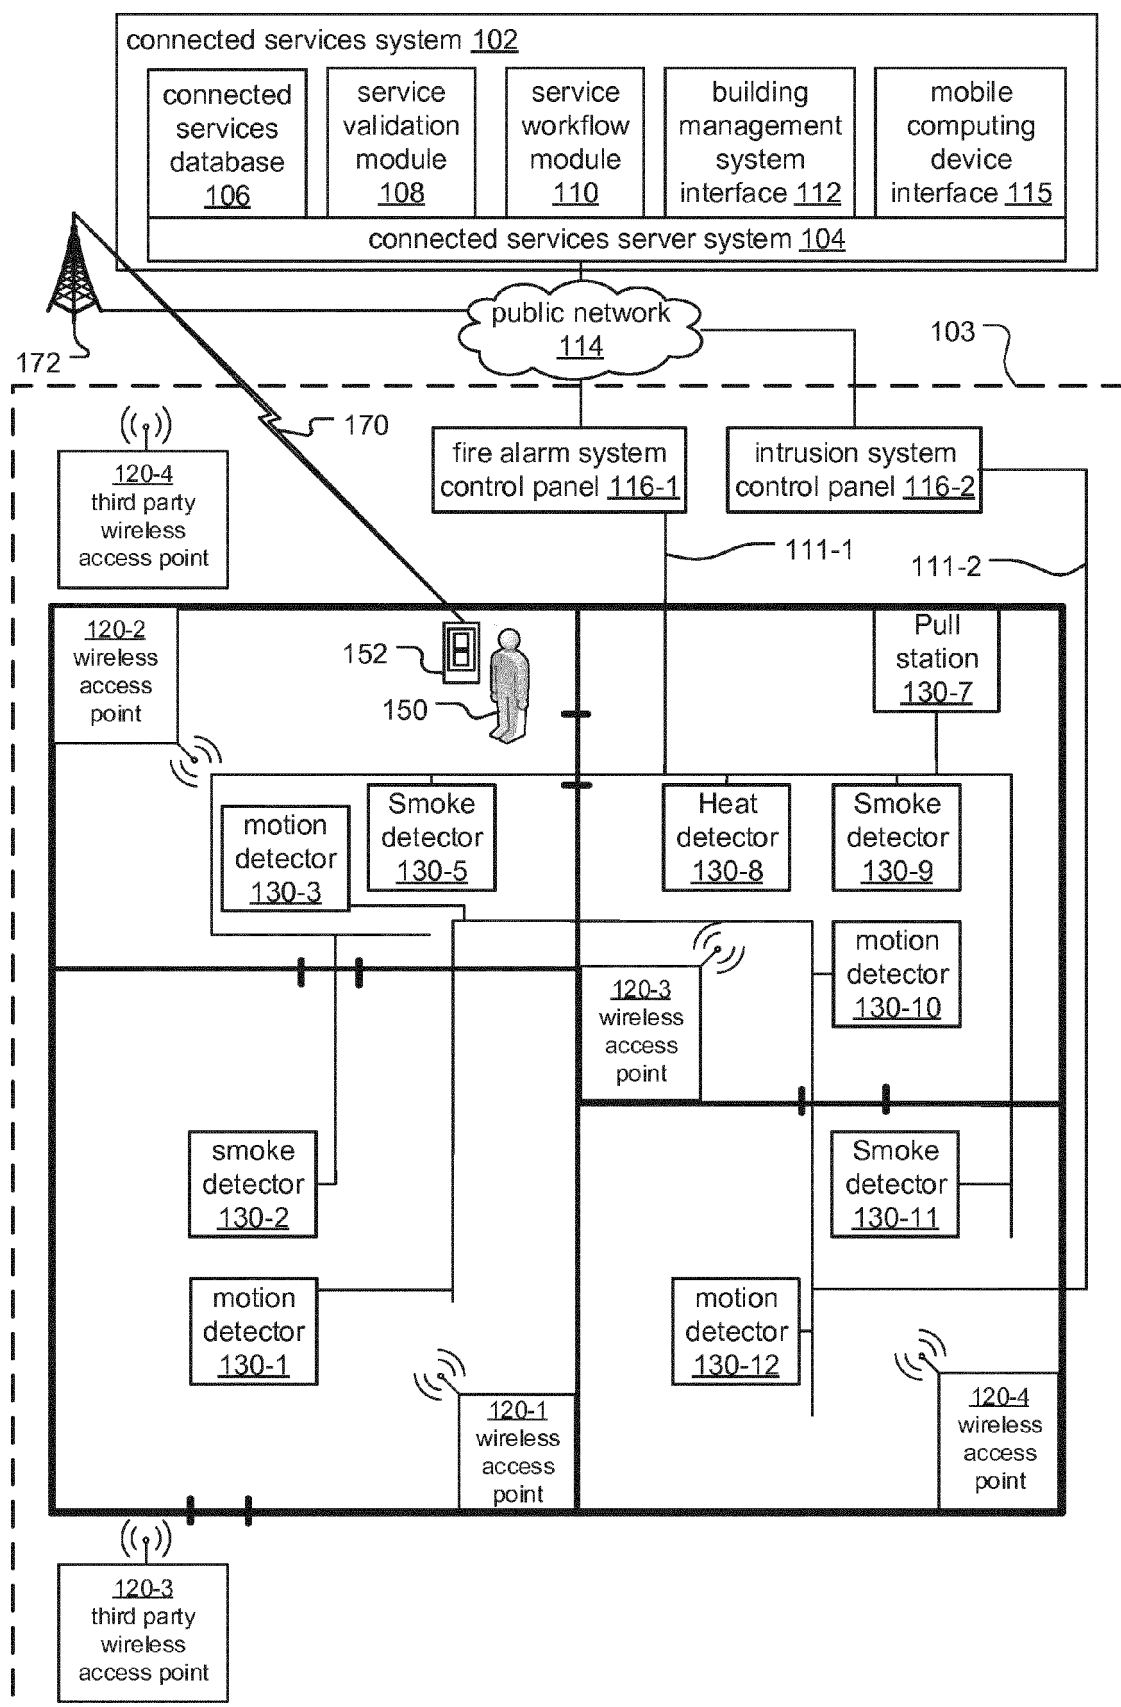 connected services system 102
connected
services
database
106
service
validation
module
108
service
workflow
module
110
building
management
system
interface 112
mobile
computing
device
interface 115
connected services server system 104
public network
114
172
103
170
120-4
third party
wireless
access point
fire alarm system
control panel 116-1
intrusion system
control panel 116-2
111-1
111-2
120-2
wireless
access
point
152
150
Pull
station
130-7
motion
detector
130-3
Smoke
detector
130-5
Heat
detector
130-8
Smoke
detector
130-9
motion
detector
130-10
120-3
wireless
access
point
smoke
detector
130-2
Smoke
detector
130-11
motion
detector
130-1
motion
detector
130-12
120-1
wireless
access
point
120-4
wireless
access
point
120-3
third party
wireless
access point